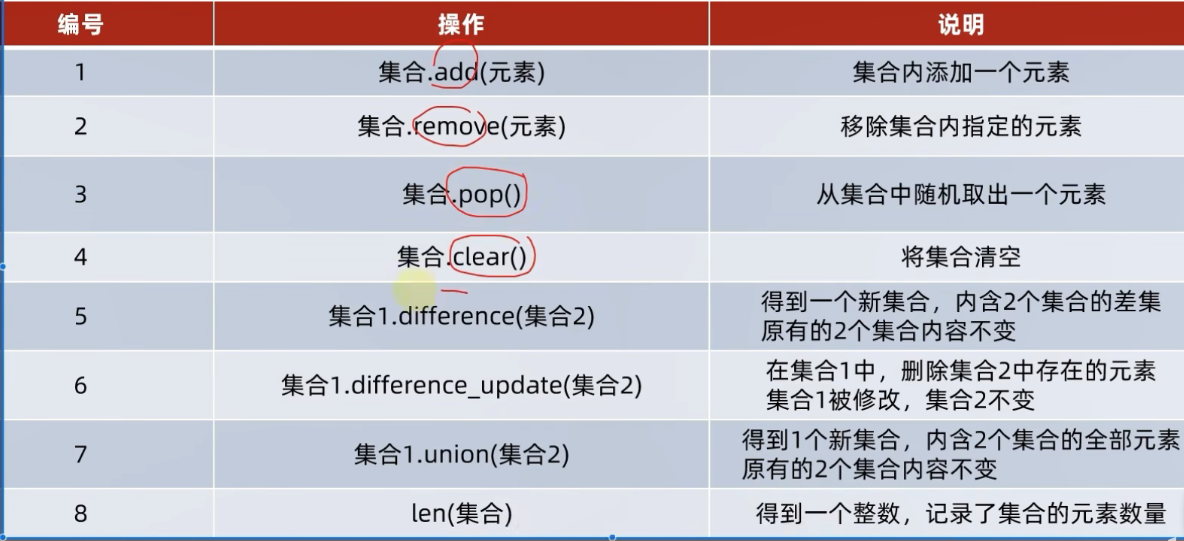 编号 操作 说明
1 集合.add(元素) 集合内添加一个元素
2 集合.remove(元素) 移除集合内指定的元素
3 集合.pop() 从集合中随机取出一个元素
4 集合.clear() 将集合清空
5 集合1.difference(集合2) 得到一个新集合，内含2个集合的差集
原有的2个集合内容不变
6 集合1.difference_update(集合2) 在集合1中，删除集合2中存在的元素
集合1被修改，集合2不变
7 集合1.union(集合2) 得到1个新集合，内含2个集合的全部元素
原有的2个集合内容不变
8 len(集合) 得到一个整数，记录了集合的元素数量